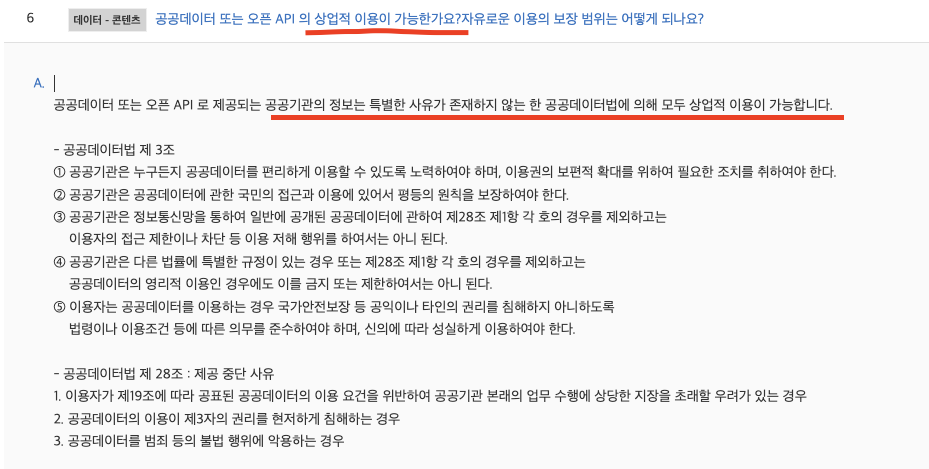 6 데이터 - 콘텐츠 공공데이터 또는 오픈 API 의 상업적 이용이 가능한가요?자유로운 이용의 보장 범위는 어떻게 되나요?
A.
공공데이터 또는 오픈 API 로 제공되는 공공기관의 정보는 특별한 사유가 존재하지 않는 한 공공데이터법에 의해 모두 상업적 이용이 가능합니다.
- 공공데이터법 제 3조
① 공공기관은 누구든지 공공데이터를 편리하게 이용할 수 있도록 노력하여야 하며, 이용권의 보편적 확대를 위하여 필요한 조치를 취하여야 한다.
② 공공기관은 공공데이터에 관한 국민의 접근과 이용에 있어서 평등의 원칙을 보장하여야 한다.
③ 공공기관은 정보통신망을 통하여 일반에 공개된 공공데이터에 관하여 제28조 제1항 각 호의 경우를 제외하고는
이용자의 접근 제한이나 차단 등 이용 저해 행위를 하여서는 아니 된다.
④ 공공기관은 다른 법률에 특별한 규정이 있는 경우 또는 제28조 제1항 각 호의 경우를 제외하고는
공공데이터의 영리적 이용인 경우에도 이를 금지 또는 제한하여서는 아니 된다.
⑤ 이용자는 공공데이터를 이용하는 경우 국가안전보장 등 공익이나 타인의 권리를 침해하지 아니하도록
법령이나 이용조건 등에 따른 의무를 준수하여야 하며, 신의에 따라 성실하게 이용하여야 한다.
- 공공데이터법 제 28조 : 제공 중단 사유
1. 이용자가 제19조에 따라 공표된 공공데이터의 이용 요건을 위반하여 공공기관 본래의 업무 수행에 상당한 지장을 초래할 우려가 있는 경우
2. 공공데이터의 이용이 제3자의 권리를 현저하게 침해하는 경우
3. 공공데이터를 범죄 등의 불법 행위에 악용하는 경우